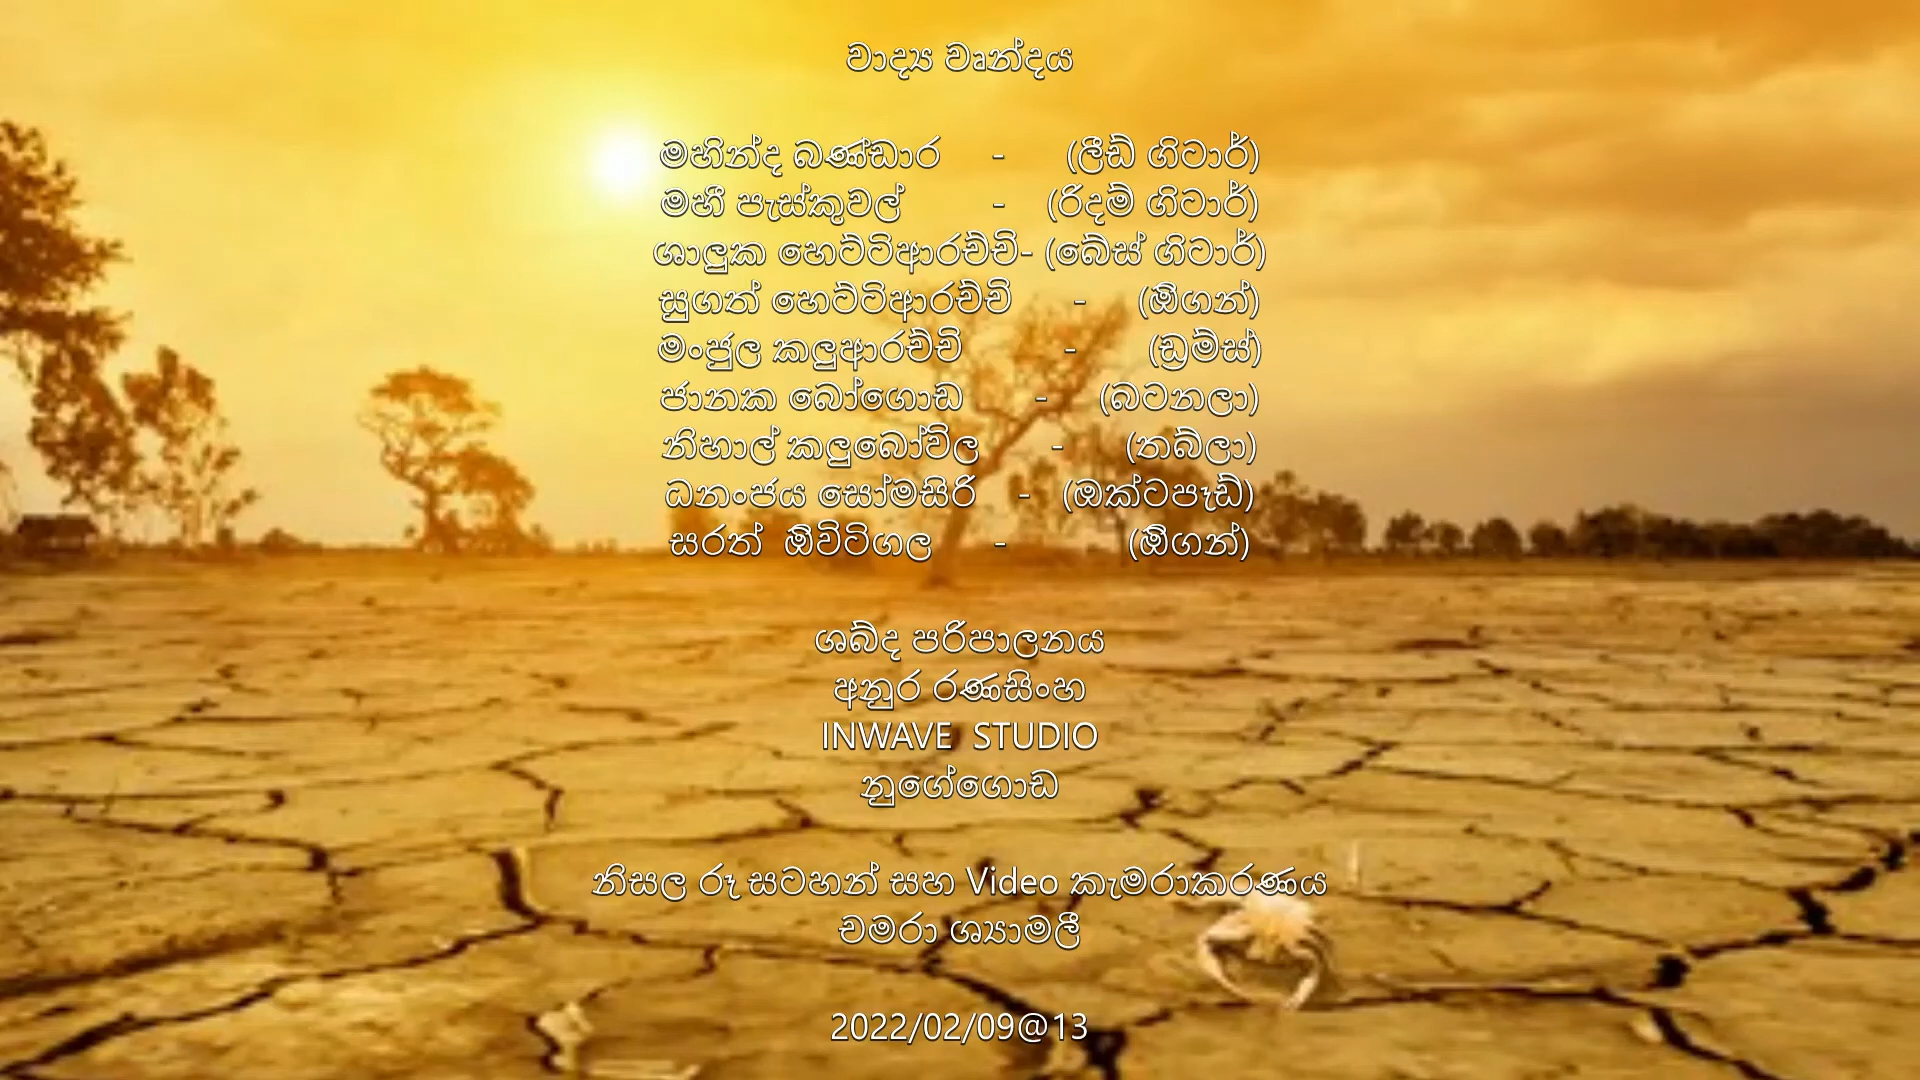 වාද්‍ය වෘන්දය
මහින්ද බණ්ඩාර - (ලීඩ් ගිටාර්)
මහී පැස්කුවල් - (රිදම් ගිටාර්)
ශාලුක හෙට්ටිආරච්චි- (බේස් ගිටාර්)
සුගත් හෙට්ටිආරච්චි - (ඕගන්)
මංජුල කලුආරච්චි - (ඩ්‍රම්ස්)
ජානක බෝගොඩ - (බටනලා)
නිහාල් කලුබෝවිල - (තබ්ලා)
ධනංජය සෝමසිරි - (ඔක්ටපෑඩ්)
සරත් ඕවිටිගල - (ඕගන්)
ශබ්ද පරිපාලනය
අනුර රණසිංහ
INWAVE STUDIO
නුගේගොඩ
නිසල රූ සටහන් සහ Video කැමරාකරණය
චමරා ශ්‍යාමලී
2022/02/09@13